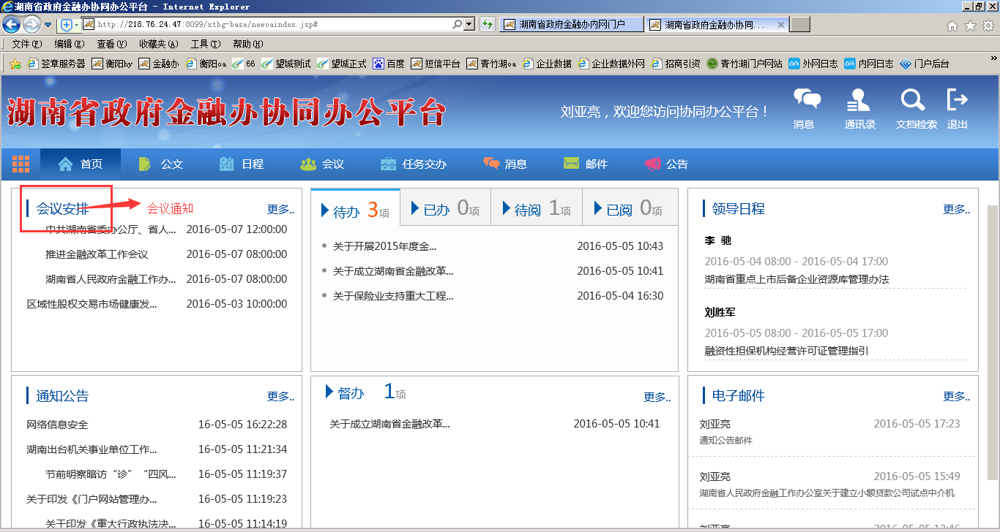 湖南省政府金融办协同办公平台 - Internet Explorer
http://218.76.24.47:8099/xtbg-base/newoaindex.jsp#
湖南省政府金融办内网门户
湖南省政府金融办协同...
文件(F) 编辑(E) 查看(V) 收藏夹(A) 工具(T) 帮助(H)
签章服务器 衡阳hy 金融办 衡阳oa 66 望城测试 望城正式 百度 短信平台 青竹湖oa 企业数据 企业数据外网 招商引资 青竹湖门户网站 外网日志 内网日志 门户后台
湖南省政府金融办协同办公平台
刘亚亮，欢迎您访问协同办公平台！
消息 通讯录 文档检索 退出
首页 公文 日程 会议 任务交办 消息 邮件 公告
会议安排 会议通知 更多..
中共湖南省委办公厅、省人... 2016-05-07 12:00:00
推进金融改革工作会议 2016-05-07 08:00:00
湖南省人民政府金融工作办... 2016-05-07 08:00:00
区域性股权交易市场健康发... 2016-05-03 10:00:00
待办 3项 已办 0项 待阅 1项 已阅 0项
关于开展2015年度金... 2016-05-05 10:43
关于成立湖南省金融改革... 2016-05-05 10:41
关于保险业支持重大工程... 2016-05-04 16:30
领导日程 更多..
李 驰
2016-05-04 08:00 - 2016-05-04 17:00
湖南省重点上市后备企业资源库管理办法
刘胜军
2016-05-05 08:00 - 2016-05-05 17:00
融资性担保机构经营许可证管理指引
通知公告 更多..
网络信息安全 16-05-05 16:22:28
湖南出台机关事业单位工作... 16-05-05 11:21:34
节前明察暗访“诊”“四风... 16-05-05 11:19:37
关于印发《门户网站管理办... 16-05-05 11:19:23
关于印发《重大行政执法决... 16-05-05 11:14:19
督办 1项 更多..
关于成立湖南省金融改革... 2016-05-05 10:41
电子邮件 更多..
刘亚亮 2016-05-05 17:23
通知公告邮件
刘亚亮 2016-05-05 15:49
湖南省人民政府金融工作办公室关于建立小额贷款公司试点中介机